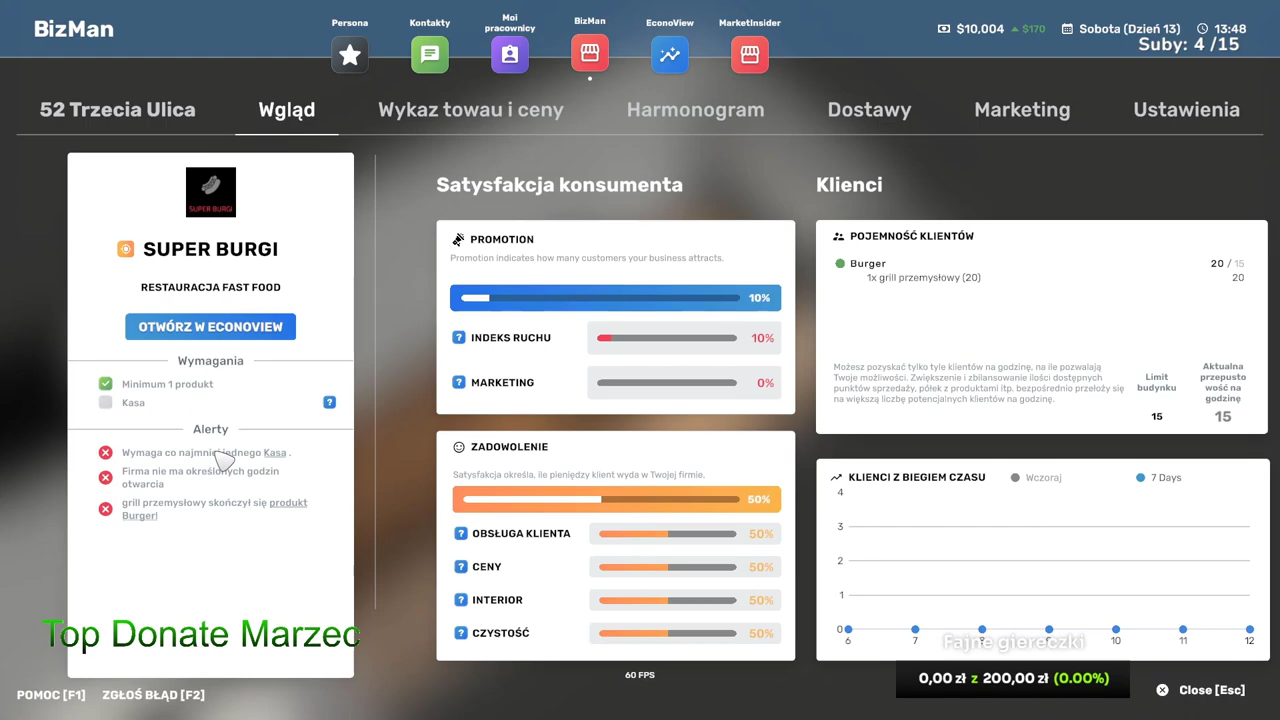 BizMan
Persona
Kontakty
Moi
pracownicy
BizMan
EconoView
MarketInsider
$10,004
$170
Sobota (Dzień 13)
13:48
Suby: 4 /15
52 Trzecia Ulica
Wgląd
Wykaz towau i ceny
Harmonogram
Dostawy
Marketing
Ustawienia
SUPER BURGI
SUPER BURGI
RESTAURACJA FAST FOOD
OTWÓRZ W ECONOVIEW
Wymagania
Minimum 1 produkt
Kasa
?
Alerty
Wymaga co najmniej jednego Kasa .
Firma nie ma określonych godzin
otwarcia
grill przemysłowy skończył się produkt
Burger!
Top Donate Marzec
POMOC [F1]
ZGŁOŚ BŁĄD [F2]
Satysfakcja konsumenta
PROMOTION
Promotion indicates how many customers your business attracts.
10%
? INDEKS RUCHU 10%
? MARKETING 0%
ZADOWOLENIE
Satysfakcja określa, ile pieniędzy klient wyda w Twojej firmie.
50%
? OBSŁUGA KLIENTA 50%
? CENY 50%
? INTERIOR 50%
? CZYSTOŚĆ 50%
60 FPS
Klienci
POJEMNOŚĆ KLIENTÓW
Burger 20 / 15
1x grill przemysłowy (20) 20
Możesz pozyskać tylko tyle klientów na godzinę, na ile pozwalają
Twoje możliwości. Zwiększenie i zbilansowanie ilości dostępnych
punktów sprzedaży, półek z produktami itp. bezpośrednio przełoży się
na większą liczbę potencjalnych klientów na godzinę.
Limit
budynku
15
Aktualna
przepusto
wość na
godzinę
15
KLIENCI Z BIEGIEM CZASU
Wczoraj
7 Days
4
3
2
1
0
6 7 8 9 10 11 12
Fajne giereczki
0,00 zł z 200,00 zł (0.00%)
Close [Esc]